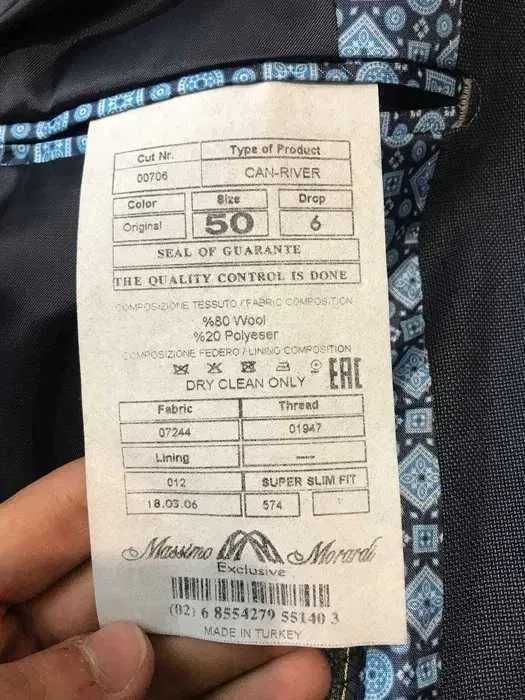 Cut Nr. Type of Product
00706 CAN-RIVER
Color Size Drop
Original 50 6
SEAL OF GUARANTE
THE QUALITY CONTROL IS DONE
COMPOSIZIONE TESSUTO / FABRIC COMPOSITION
%80 Wool
%20 Polyeser
COMPOSIZIONE FEDERO / LINING COMPOSITION
DRY CLEAN ONLY EAC
Fabric Thread
07244 01947
Lining
012 SUPER SLIM FIT
18.03.06 574
Massimo Morardi
Exclusive
(02) 6 8554279 55140 3
MADE IN TURKEY